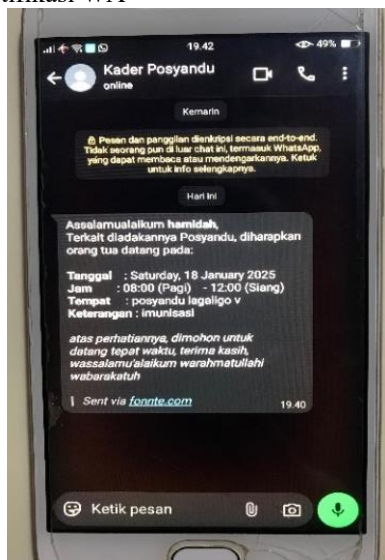 19.42
49%
Kader Posyandu
online
Kemarin
Pesan dan panggilan dienkripsi secara end-to-end.
Tidak seorang pun di luar chat ini, termasuk WhatsApp,
yang dapat membaca atau mendengarkannya. Ketuk
untuk info selengkapnya.
Hari Ini
Assalamualaikum hamidah,
Terkait diadakannya Posyandu, diharapkan
orang tua datang pada:
Tanggal : Saturday, 18 January 2025
Jam : 08:00 (Pagi) - 12:00 (Siang)
Tempat : posyandu lagaligo v
Keterangan : imunisasi
atas perhatiannya, dimohon untuk
datang tepat waktu, terima kasih,
wassalamu'alaikum warahmatullahi
wabarakatuh
Sent via fonnte.com
19.40
Ketik pesan